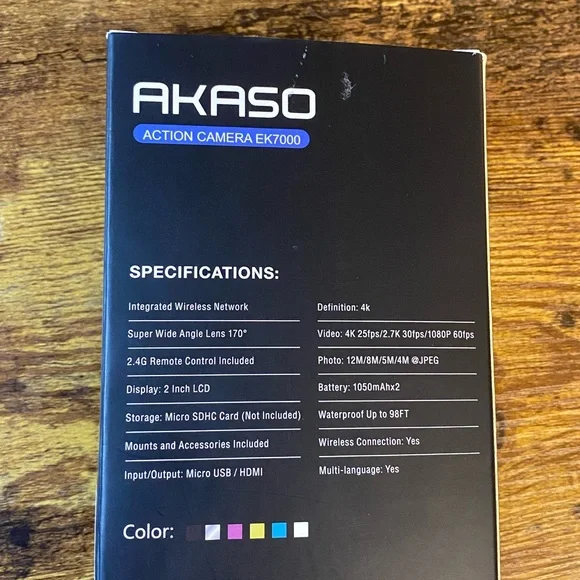 AKASO
ACTION CAMERA EK7000
SPECIFICATIONS:
Integrated Wireless Network
Super Wide Angle Lens 170°
2.4G Remote Control Included
Display: 2 Inch LCD
Storage: Micro SDHC Card (Not Included)
Mounts and Accessories Included
Input/Output: Micro USB / HDMI
Definition: 4k
Video: 4K 25fps/2.7K 30fps/1080P 60fps
Photo: 12M/8M/5M/4M @JPEG
Battery: 1050mAhx2
Waterproof Up to 98FT
Wireless Connection: Yes
Multi-language: Yes
Color: